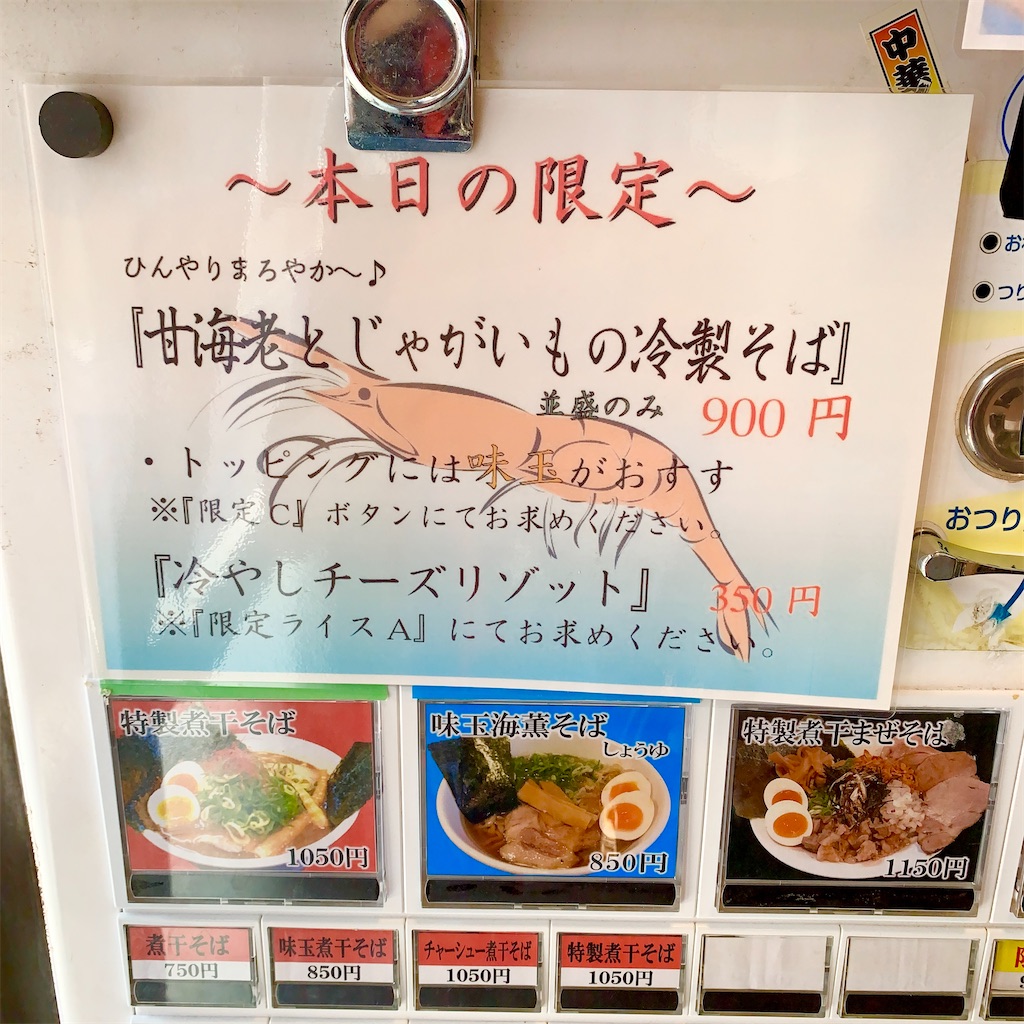 中華
～本日の限定～
ひんやりまろやか～♪
『甘海老とじゃがいもの冷製そば』
並盛のみ 900円
・トッピングには味玉がおすす
※『限定C』ボタンにてお求めください。
『冷やしチーズリゾット』 350円
※『限定ライスA』にてお求めください。
つり
おつり
特製煮干そば
1050円
味玉海薫そば
しょうゆ
850円
特製煮干まぜそば
1150円
煮干そば
750円
味玉煮干そば
850円
チャーシュー煮干そば
1050円
特製煮干そば
1050円